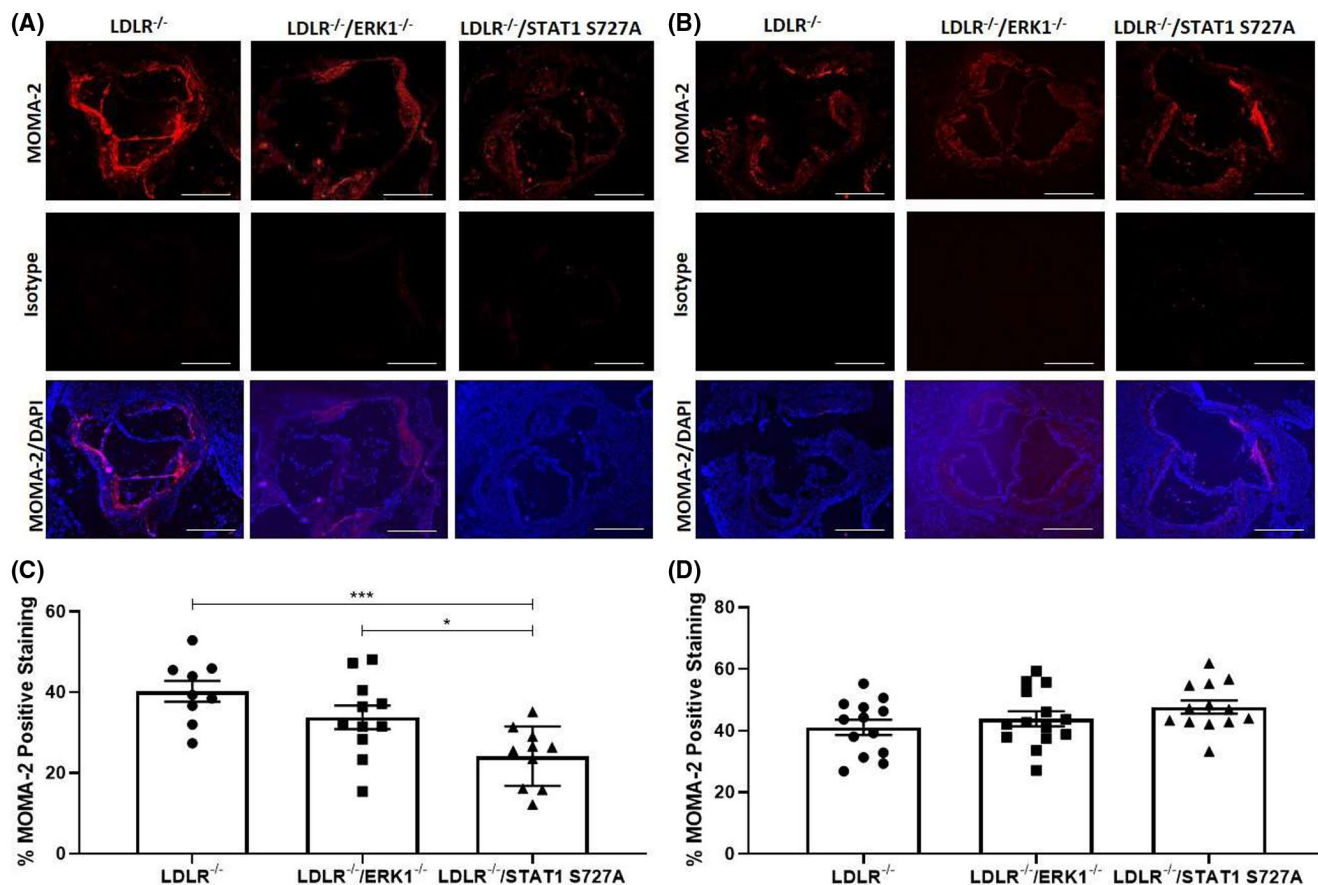 (A)
LDLR-/-
LDLR-/-/ERK1-/-
LDLR-/-/STAT1 S727A
MOMA-2
Isotype
MOMA-2/DAPI
(B)
LDLR-/-
LDLR-/-/ERK1-/-
LDLR-/-/STAT1 S727A
MOMA-2
Isotype
MOMA-2/DAPI
(C)
% MOMA-2 Positive Staining
60
40
20
0
***
*
LDLR-/-
LDLR-/-/ERK1-/-
LDLR-/-/STAT1 S727A
(D)
% MOMA-2 Positive Staining
80
60
40
20
0
LDLR-/-
LDLR-/-/ERK1-/-
LDLR-/-/STAT1 S727A